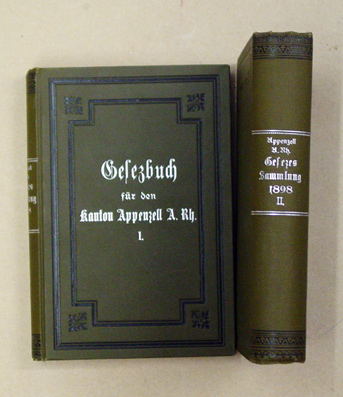 Gesezbuch
für den
Kanton Appenzell A. Rh.
I.
Appenzell
A. Rh.
Gesezes
Sammlung
1898
II.